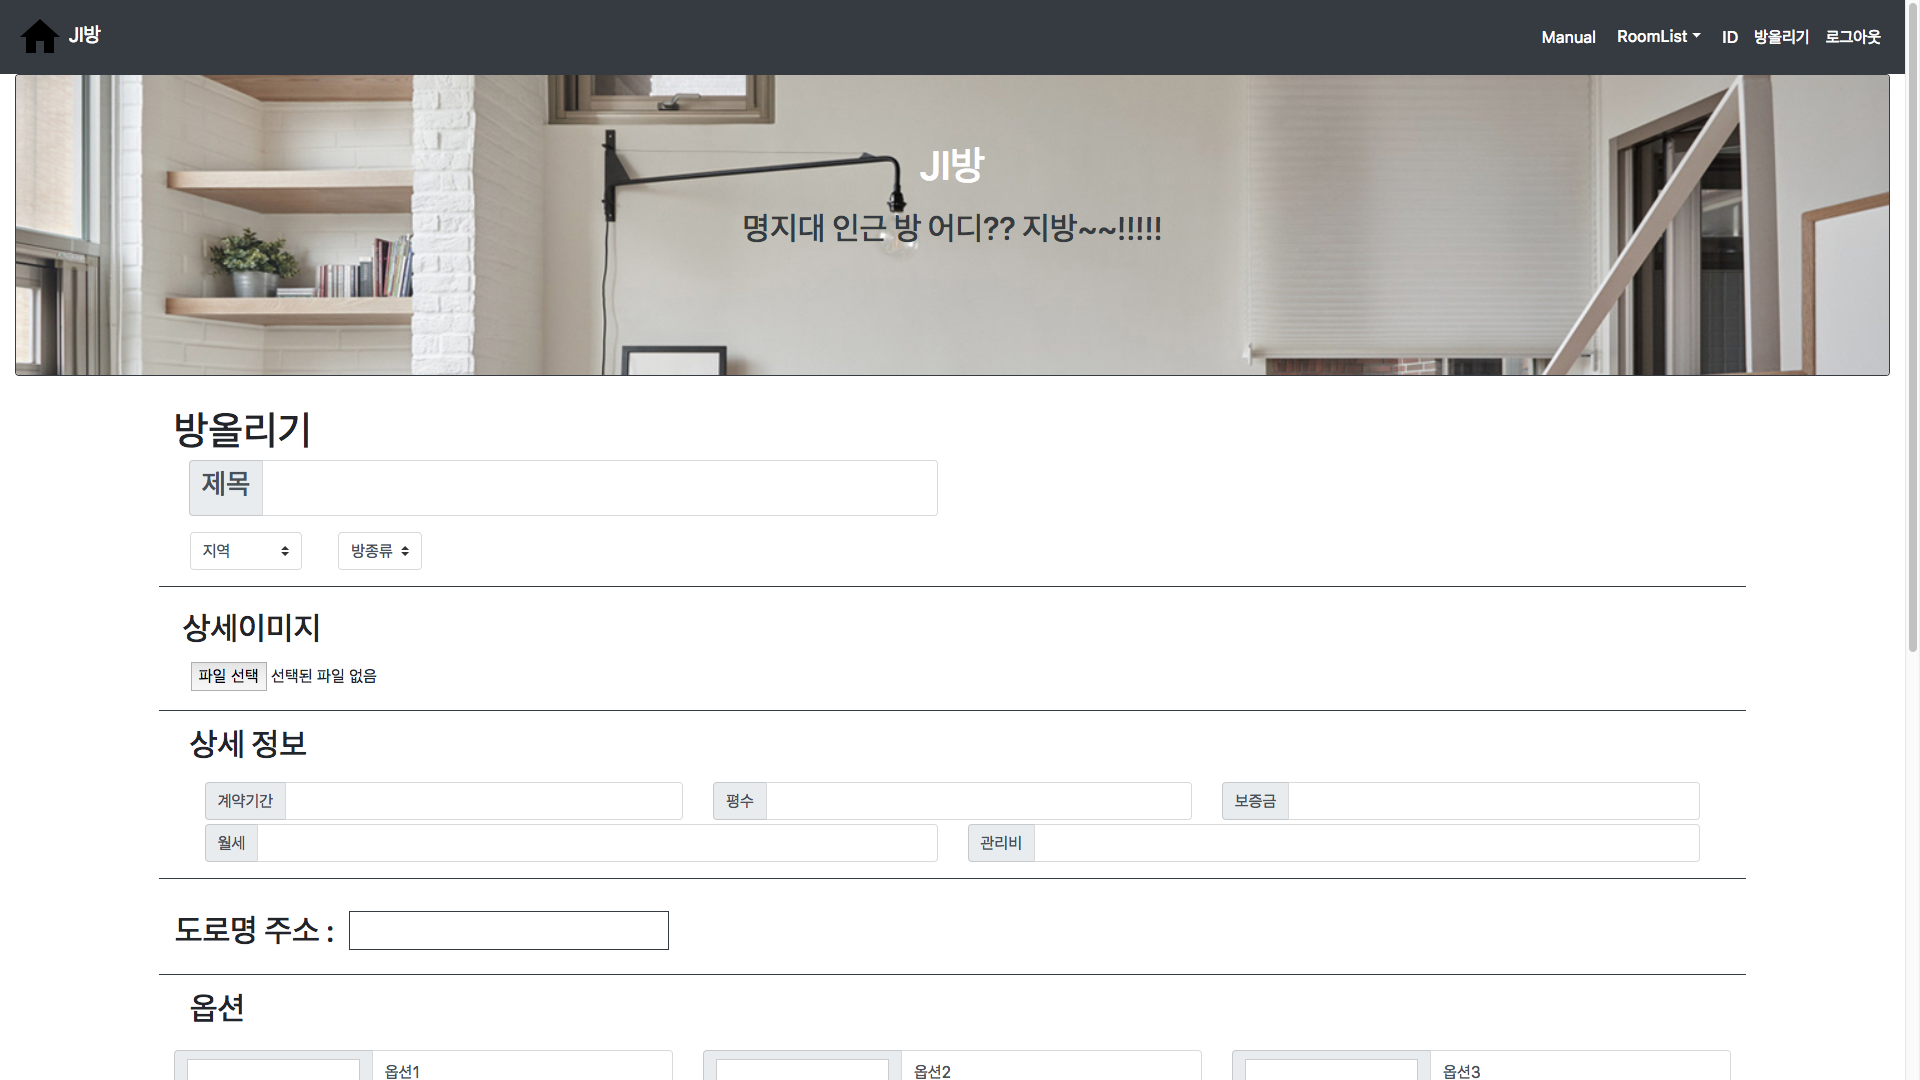 JI방
Manual RoomList ID 방올리기 로그아웃
JI방
명지대 인근 방 어디?? 지방~~!!!!!
방올리기
제목
지역 방종류
상세이미지
파일 선택 선택된 파일 없음
상세 정보
계약기간 평수 보증금
월세 관리비
도로명 주소 :
옵션
옵션1 옵션2 옵션3